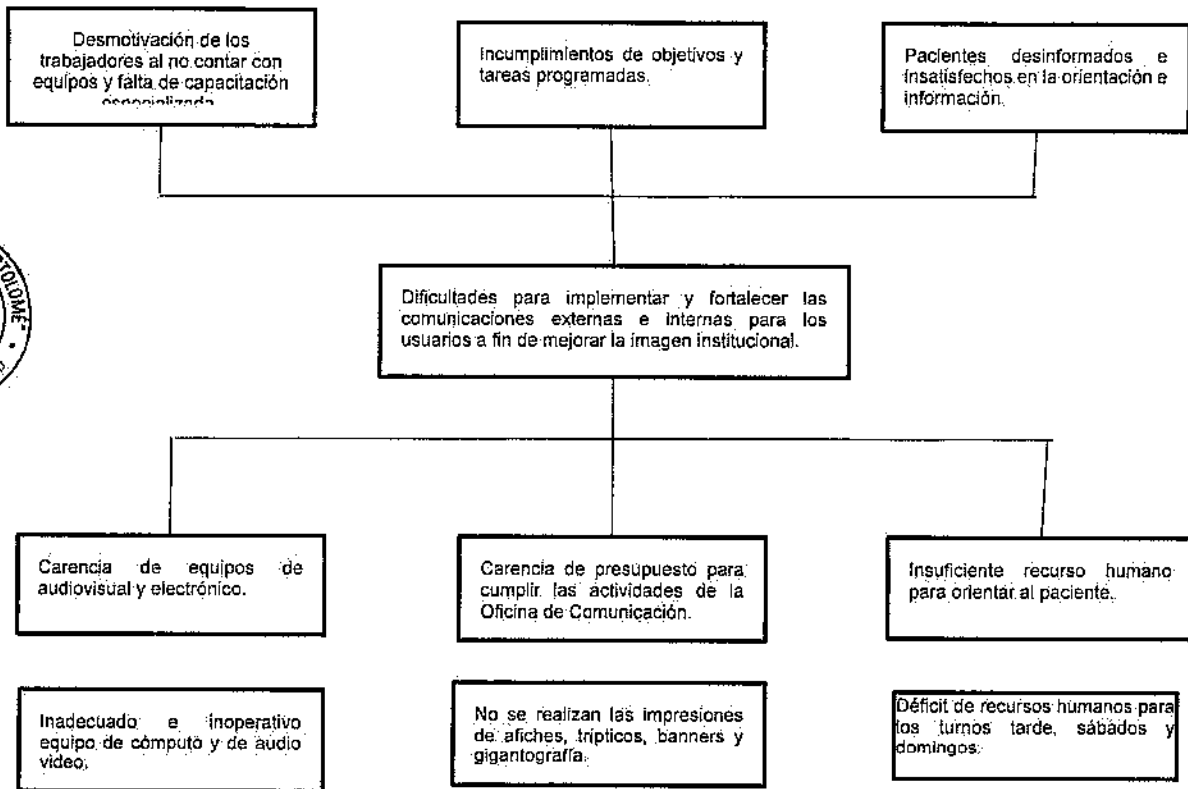 Desmotivación de los
trabajadores al no contar con
equipos y falta de capacitación
especializada
Incumplimientos de objetivos y
tareas programadas.
Pacientes desinformados e
insatisfechos en la orientación e
información.
TOLOMÉ"
Dificultades para implementar y fortalecer las
comunicaciones externas e internas para los
usuarios a fin de mejorar la imagen institucional.
Carencia de equipos de
audiovisual y electrónico.
Carencia de presupuesto para
cumplir las actividades de la
Oficina de Comunicación.
Insuficiente recurso humano
para orientar al paciente.
Inadecuado e inoperativo
equipo de cómputo y de audio
video.
No se realizan las impresiones
de afiches, trípticos, banners y
gigantografía.
Déficit de recursos humanos para
los turnos tarde, sábados y
domingos.